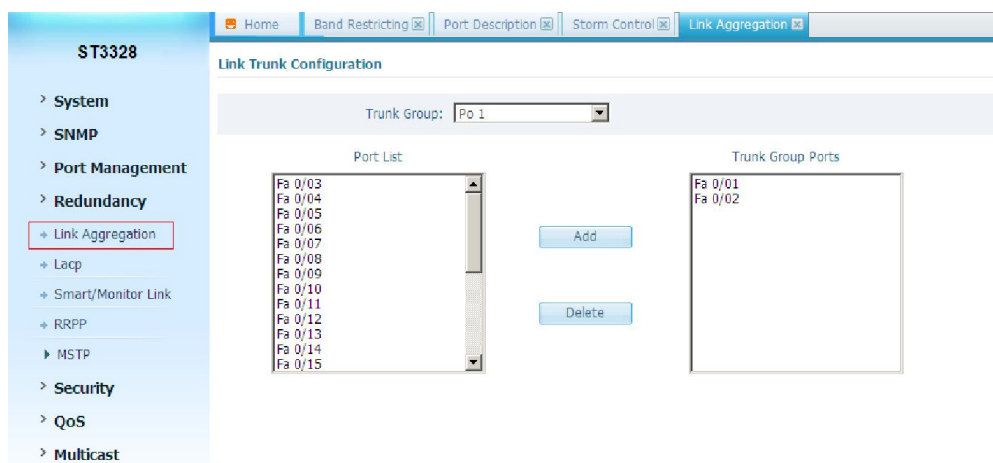 ST3328
Home Band Restricting Port Description Storm Control Link Aggregation
Link Trunk Configuration
Trunk Group: Po 1
System
SNMP
Port Management
Redundancy
Link Aggregation
Lacp
Smart/Monitor Link
RRPP
MSTP
Security
QoS
Multicast
Port List
Fa 0/03
Fa 0/04
Fa 0/05
Fa 0/06
Fa 0/07
Fa 0/08
Fa 0/09
Fa 0/10
Fa 0/11
Fa 0/12
Fa 0/13
Fa 0/14
Fa 0/15
Add
Delete
Trunk Group Ports
Fa 0/01
Fa 0/02